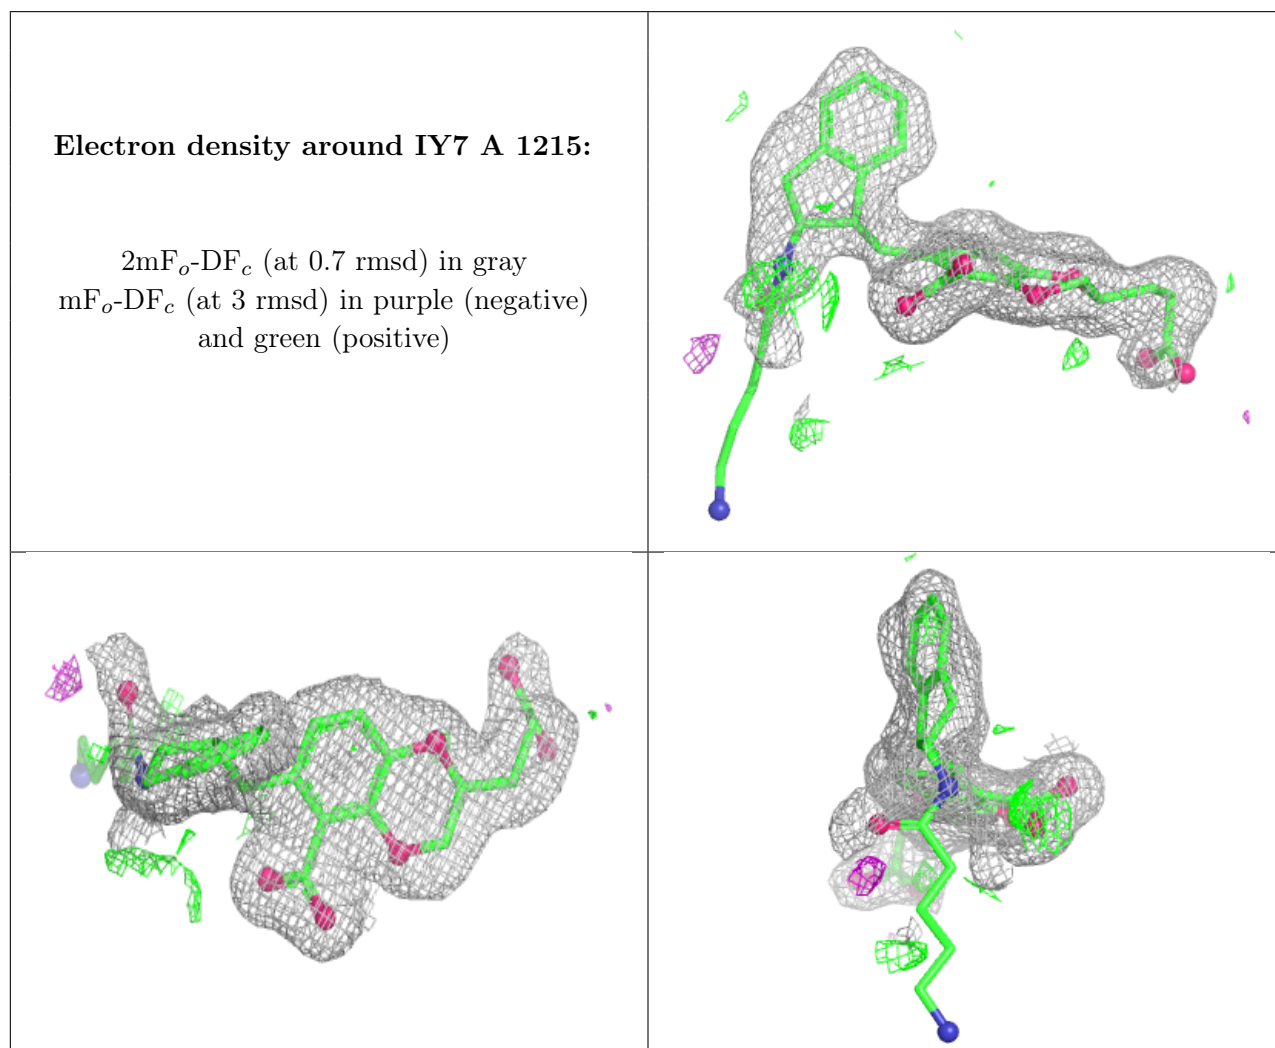 Electron density around IY7 A 1215:
2mFₒ-DF𝒸 (at 0.7 rmsd) in gray
mFₒ-DF𝒸 (at 3 rmsd) in purple (negative)
and green (positive)